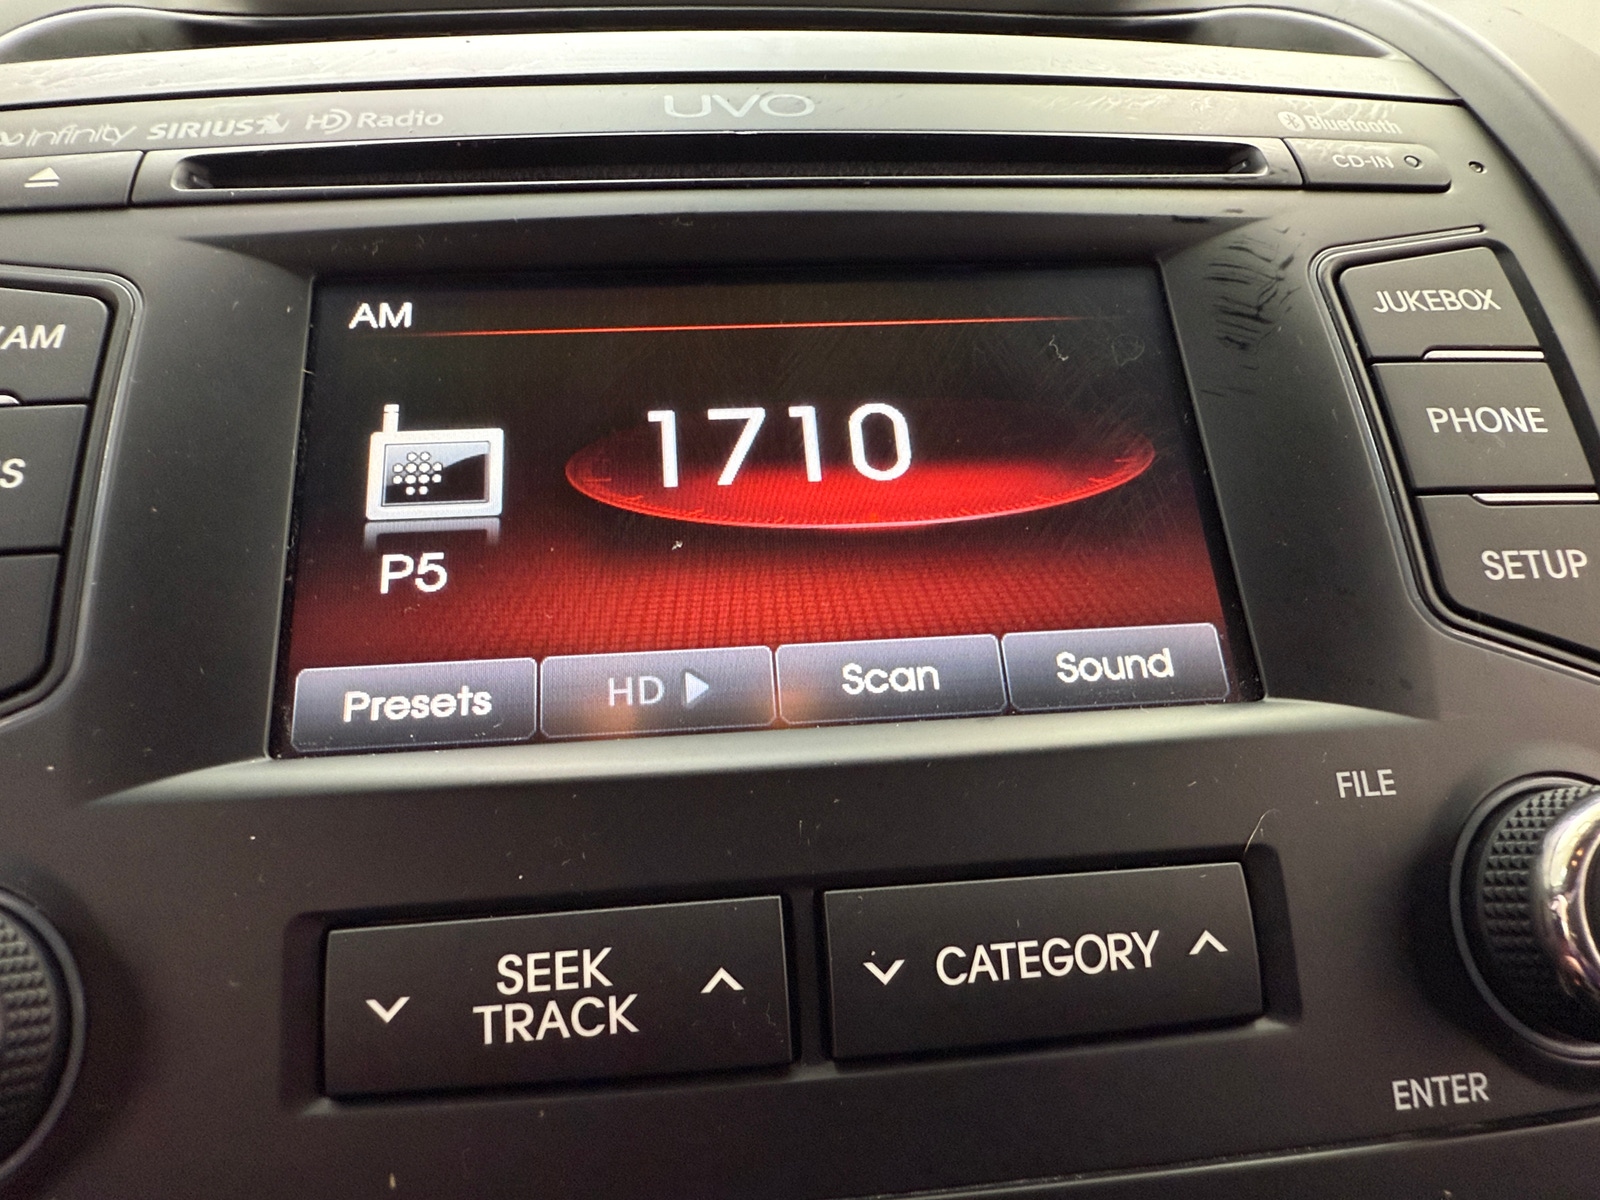 UVO
infinity SIRIUS XM HD Radio
Bluetooth
CD-IN
AM
JUKEBOX
/AM
1710
PHONE
S
P5
SETUP
Presets HD Scan Sound
FILE
SEEK
TRACK
CATEGORY
ENTER